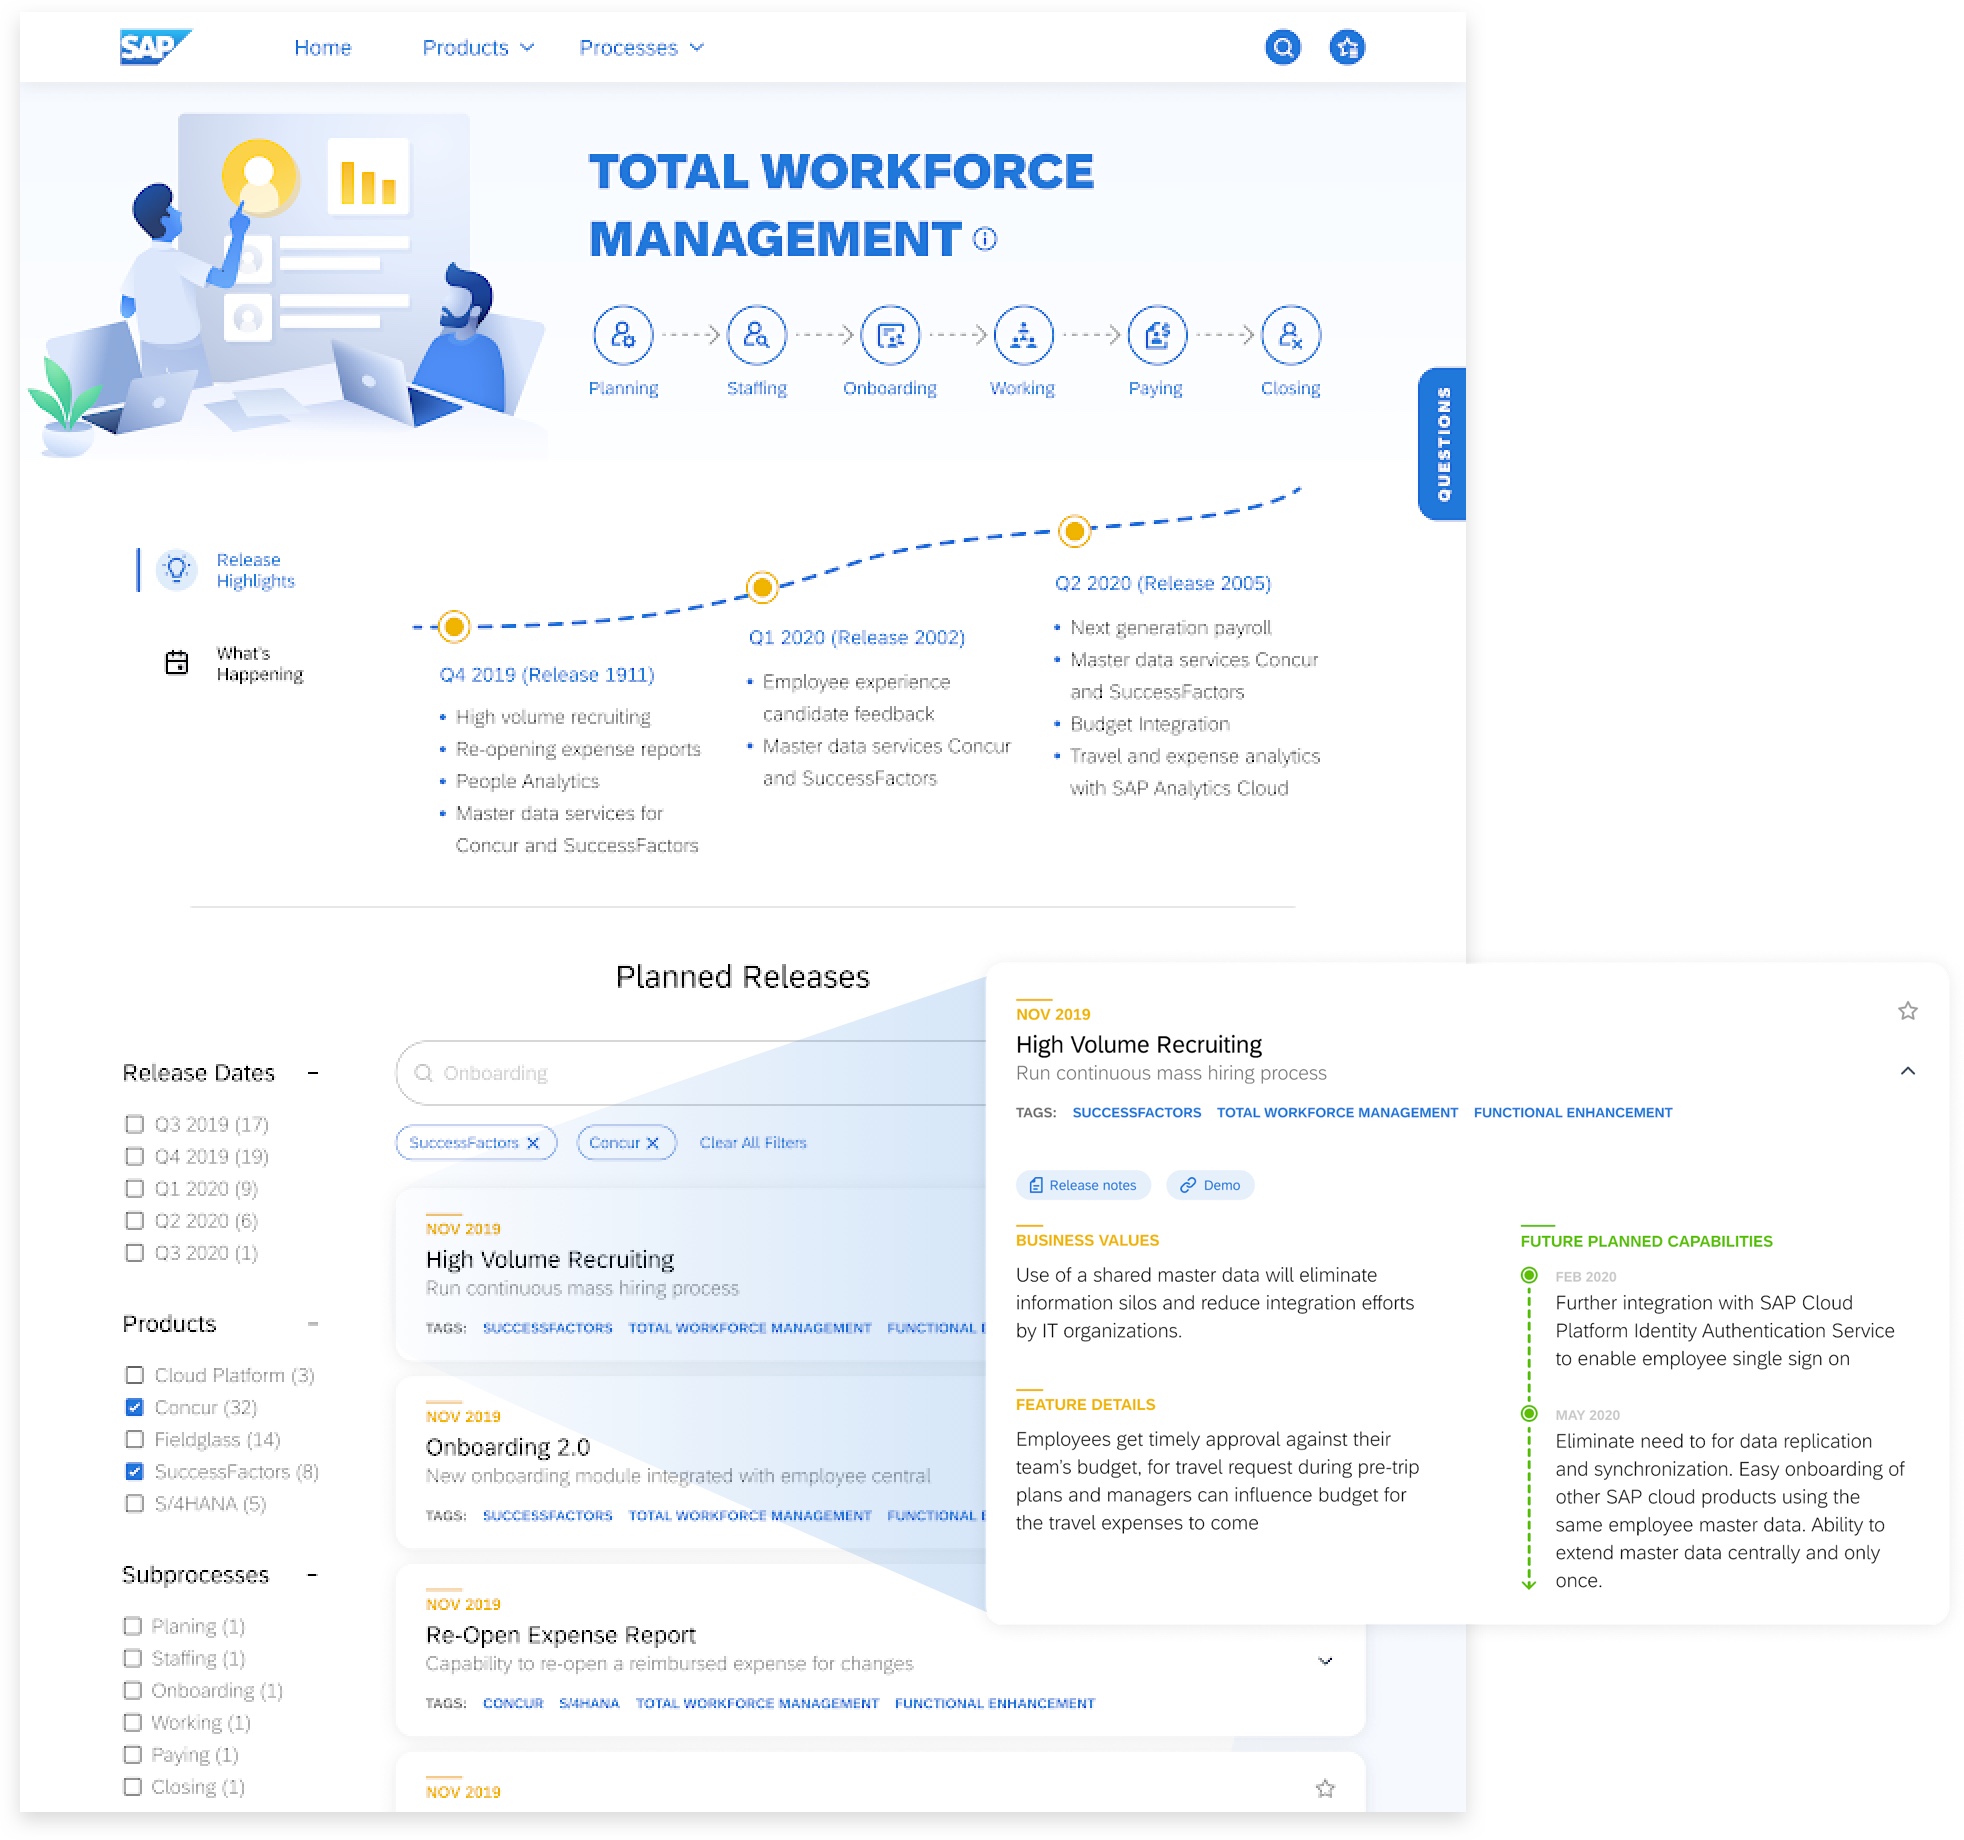 SAP
Home
Products
Processes
TOTAL WORKFORCE
MANAGEMENT
Planning
Staffing
Onboarding
Working
Paying
Closing
QUESTIONS
Release
Highlights
What's
Happening
Q4 2019 (Release 1911)
• High volume recruiting
• Re-opening expense reports
• People Analytics
• Master data services for
Concur and SuccessFactors
Q1 2020 (Release 2002)
• Employee experience
candidate feedback
• Master data services Concur
and SuccessFactors
Q2 2020 (Release 2005)
• Next generation payroll
• Master data services Concur
and SuccessFactors
• Budget Integration
• Travel and expense analytics
with SAP Analytics Cloud
Planned Releases
Release Dates
Q3 2019 (17)
Q4 2019 (19)
Q1 2020 (9)
Q2 2020 (6)
Q3 2020 (1)
Products
Cloud Platform (3)
Concur (32)
Fieldglass (14)
SuccessFactors (8)
S/4HANA (5)
Subprocesses
Planing (1)
Staffing (1)
Onboarding (1)
Working (1)
Paying (1)
Closing (1)
Onboarding
SuccessFactors
Concur
Clear All Filters
NOV 2019
High Volume Recruiting
Run continuous mass hiring process
TAGS: SUCCESSFACTORS TOTAL WORKFORCE MANAGEMENT FUNCTIONAL
NOV 2019
Onboarding 2.0
New onboarding module integrated with employee central
TAGS: SUCCESSFACTORS TOTAL WORKFORCE MANAGEMENT FUNCTIONAL
NOV 2019
Re-Open Expense Report
Capability to re-open a reimbursed expense for changes
TAGS: CONCUR S/4HANA TOTAL WORKFORCE MANAGEMENT FUNCTIONAL ENHANCEMENT
NOV 2019
NOV 2019
High Volume Recruiting
Run continuous mass hiring process
TAGS: SUCCESSFACTORS TOTAL WORKFORCE MANAGEMENT FUNCTIONAL ENHANCEMENT
Release notes
Demo
BUSINESS VALUES
Use of a shared master data will eliminate
information silos and reduce integration efforts
by IT organizations.
FEATURE DETAILS
Employees get timely approval against their
team's budget, for travel request during pre-trip
plans and managers can influence budget for
the travel expenses to come
FUTURE PLANNED CAPABILITIES
FEB 2020
Further integration with SAP Cloud
Platform Identity Authentication Service
to enable employee single sign on
MAY 2020
Eliminate need to for data replication
and synchronization. Easy onboarding of
other SAP cloud products using the
same employee master data. Ability to
extend master data centrally and only
once.